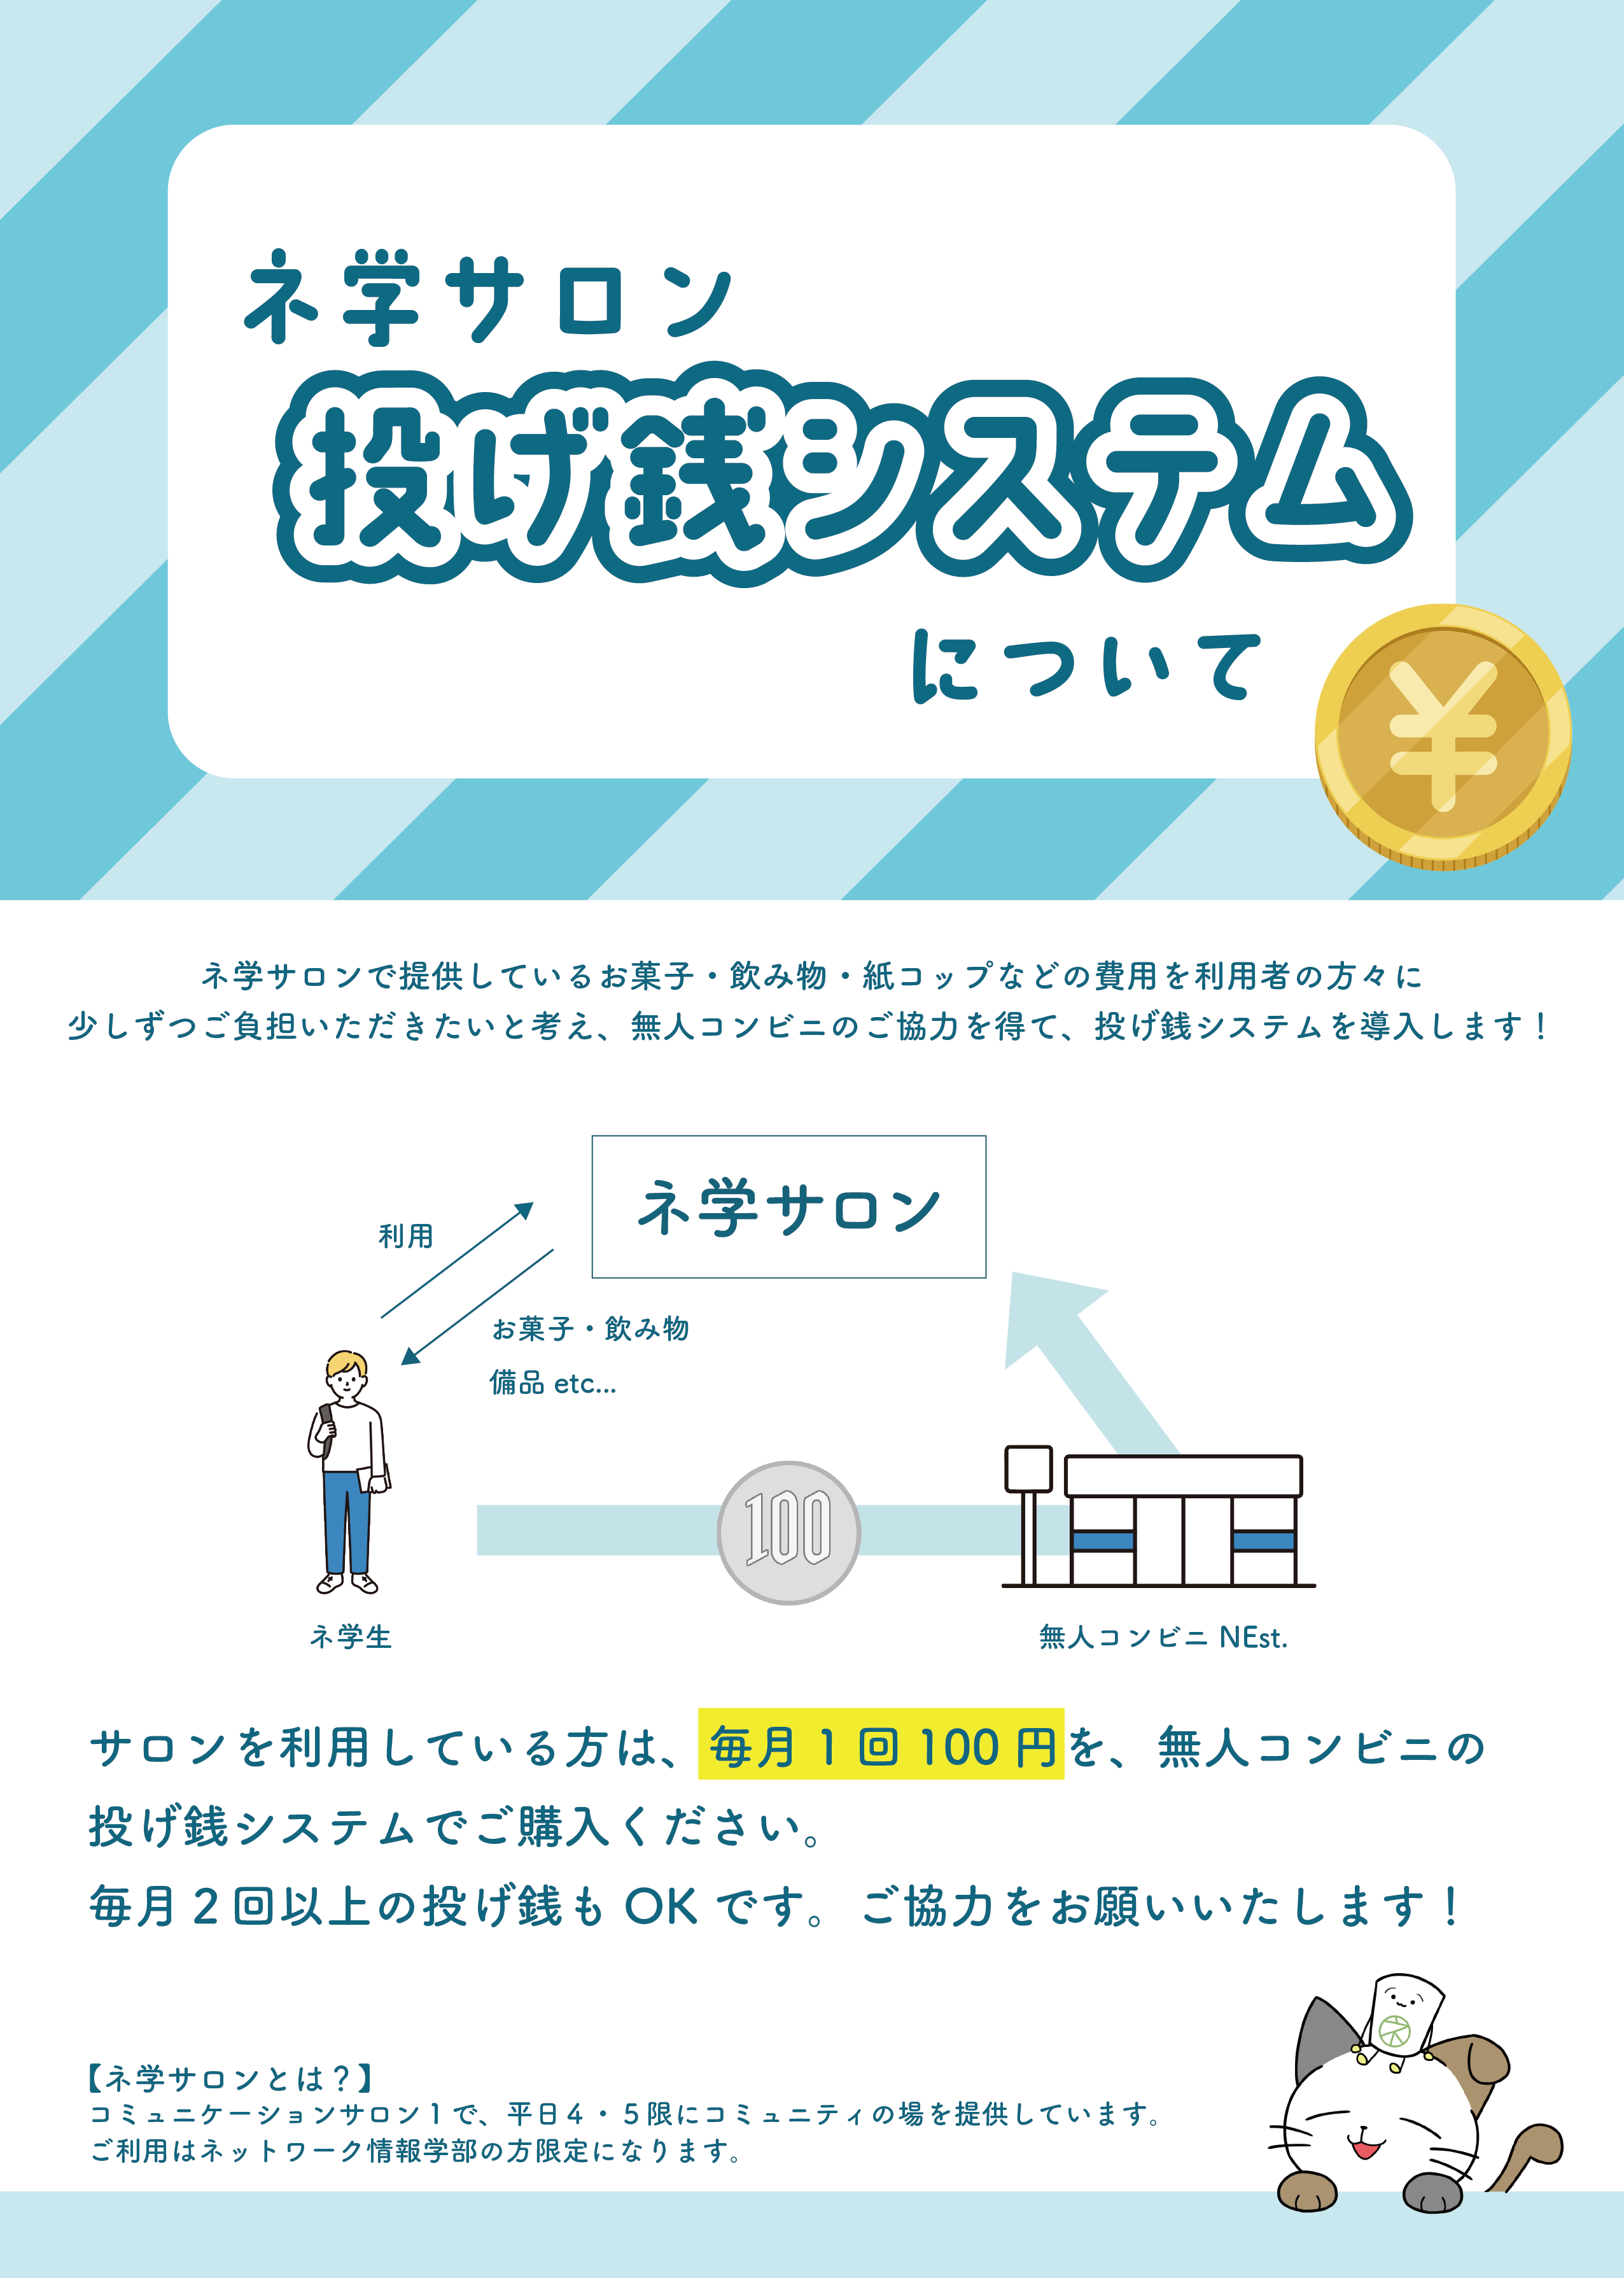 ネ学サロン
投げ銭システム
について
¥
ネ学サロンで提供しているお菓子・飲み物・紙コップなどの費用を利用者の方々に
少しずつご負担いただきたいと考え、無人コンビニのご協力を得て、投げ銭システムを導入します！
ネ学サロン
利用
お菓子・飲み物
備品 etc...
100
ネ学生
無人コンビニ NEst.
サロンを利用している方は、毎月１回 100 円を、無人コンビニの
投げ銭システムでご購入ください。
毎月２回以上の投げ銭も OK です。ご協力をお願いいたします！
【ネ学サロンとは？】
コミュニケーションサロン１で、平日４・５限にコミュニティの場を提供しています。
ご利用はネットワーク情報学部の方限定になります。